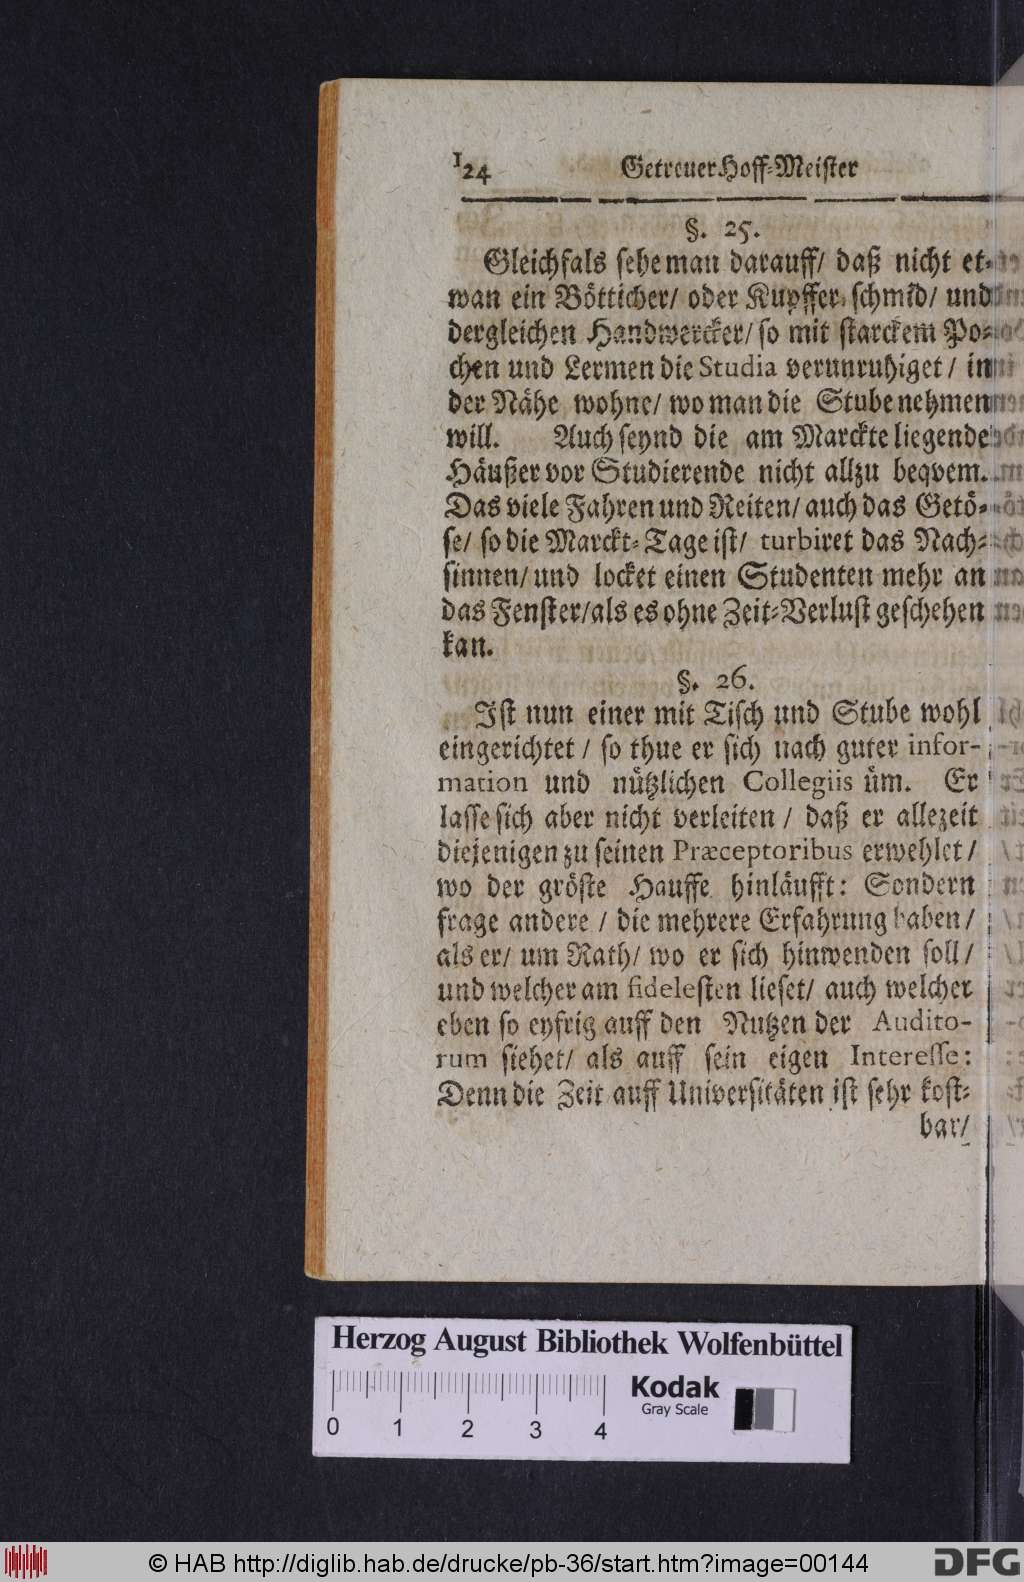 124 Getreuer Hoff-Meister
§. 25.
Gleichfals sehe man darauff/ daß nicht et-
wan ein Bötticher/ oder Kupffer-schmid/ und
dergleichen Handwercker/ so mit starckem Po-
chen und Lermen die Studia verunruhiget/ in
der Nähe wohne/ wo man die Stube nehmen
will. Auch seynd die am Marckte liegende
Häußer vor Studierende nicht allzu beqvem.
Das viele Fahren und Reiten/ auch das Getö-
se/ so die Marckt-Tage ist/ turbiret das Nach-
sinnen/ und locket einen Studenten mehr an
das Fenster/ als es ohne Zeit-Verlust geschehen
kan.
§. 26.
Ist nun einer mit Tisch und Stube wohl
eingerichtet/ so thue er sich nach guter infor-
mation und nützlichen Collegiis üm. Er
lasse sich aber nicht verleiten/ daß er allezeit
diejenigen zu seinen Præceptoribus erwehlet/
wo der gröste Hauffe hinläufft: Sondern
frage andere/ die mehrere Erfahrung haben/
als er/ um Rath/ wo er sich hinwenden soll/
und welcher am fidelesten lieset/ auch welcher
eben so eyfrig auff den Nutzen der Audito-
rum siehet/ als auff sein eigen Interesse:
Denn die Zeit auff Universitäten ist sehr kost-
bar/
Herzog August Bibliothek Wolfenbüttel
0 1 2 3 4
Kodak
Gray Scale
© HAB http://diglib.hab.de/drucke/pb-36/start.htm?image=00144
DFG